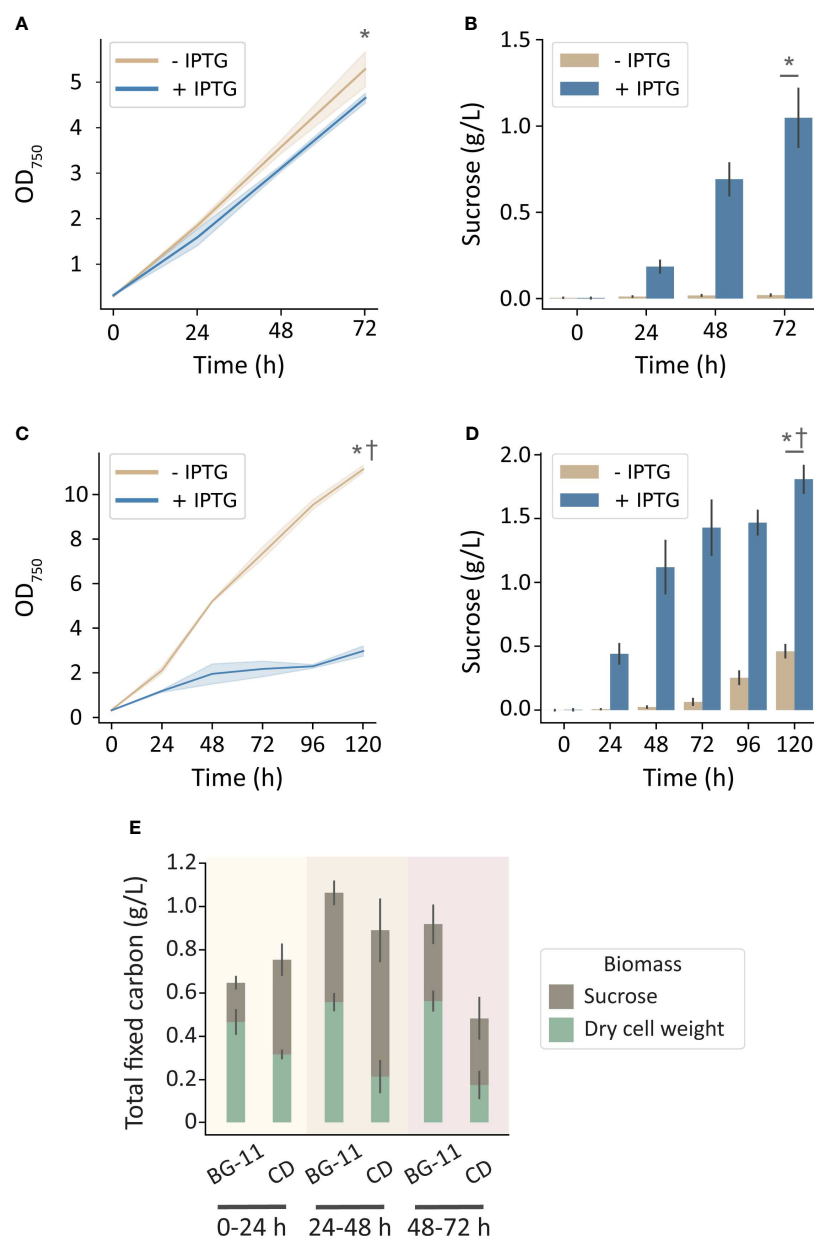 A
- IPTG
+ IPTG
*
5
4
3
2
1
OD750
0 24 48 72
Time (h)
B
- IPTG
+ IPTG
*
1.5
1.0
0.5
0.0
Sucrose (g/L)
0 24 48 72
Time (h)
C
- IPTG
+ IPTG
*†
10
8
6
4
2
0
OD750
0 24 48 72 96 120
Time (h)
D
- IPTG
+ IPTG
*†
2.0
1.5
1.0
0.5
0.0
Sucrose (g/L)
0 24 48 72 96 120
Time (h)
E
1.2
1.0
0.8
0.6
0.4
0.2
0
Total fixed carbon (g/L)
BG-11 CD BG-11 CD BG-11 CD
0-24 h 24-48 h 48-72 h
Biomass
Sucrose
Dry cell weight